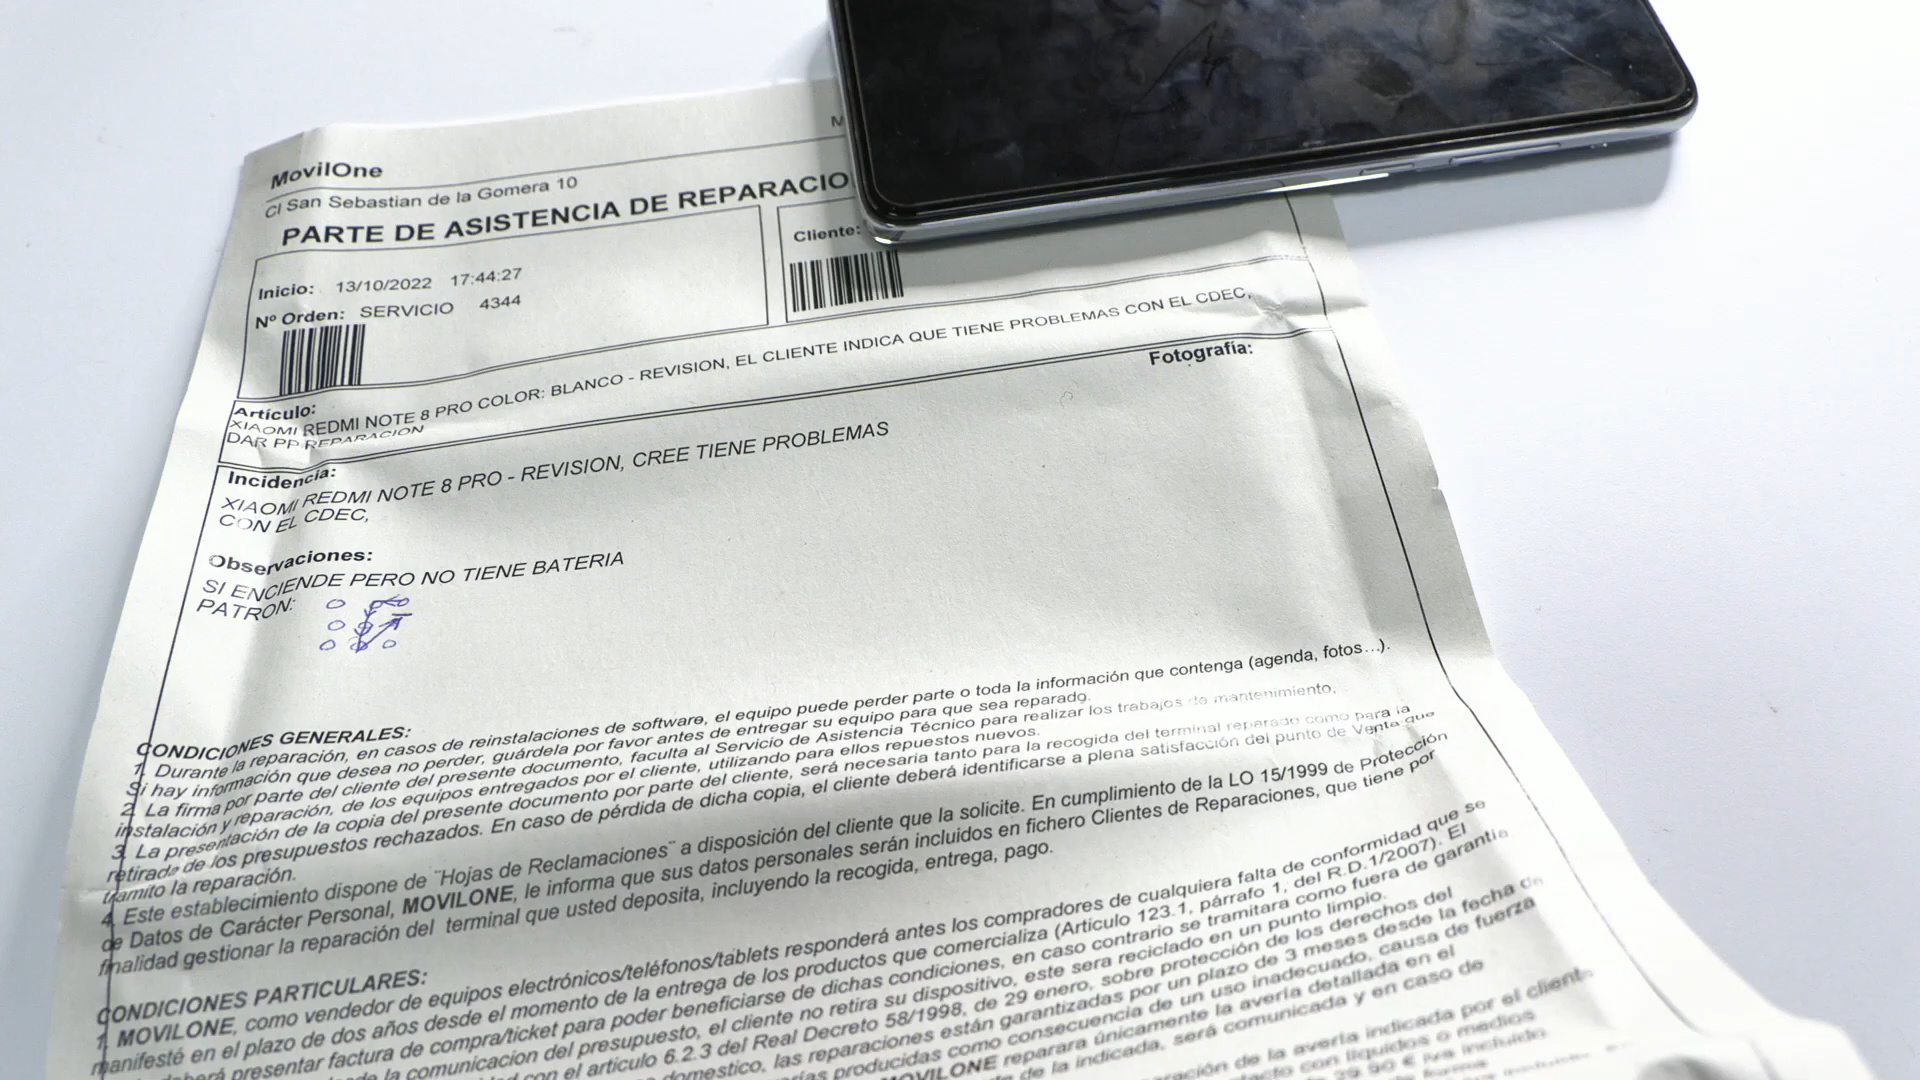 MovilOne
Cl San Sebastian de la Gomera 10
PARTE DE ASISTENCIA DE REPARACIO
Inicio: 13/10/2022 17:44:27
Nº Orden: SERVICIO 4344
Cliente:
Artículo:
XIAOMI REDMI NOTE 8 PRO COLOR: BLANCO - REVISION, EL CLIENTE INDICA QUE TIENE PROBLEMAS CON EL CDEC,
DAR PP REPARACION
Fotografía:
Incidencia:
XIAOMI REDMI NOTE 8 PRO - REVISION, CREE TIENE PROBLEMAS
CON EL CDEC,
Observaciones:
SI ENCIENDE PERO NO TIENE BATERIA
PATRON:
CONDICIONES GENERALES:
1. Durante la reparación, en casos de reinstalaciones de software, el equipo puede perder parte o toda la información que contenga (agenda, fotos...).
Si hay información que desea no perder, guárdela por favor antes de entregar su equipo para que sea reparado.
2. La firma por parte del cliente del presente documento, faculta al Servicio de Asistencia Técnico para realizar los trabajos de mantenimiento,
instalación y reparación, de los equipos entregados por el cliente, utilizando para ellos repuestos nuevos.
3. La presentación de la copia del presente documento por parte del cliente, será necesaria tanto para la recogida del terminal reparado como para la
retirada de los presupuestos rechazados. En caso de pérdida de dicha copia, el cliente deberá identificarse a plena satisfacción del punto de Venta que
tramito la reparación.
4. Este establecimiento dispone de ¨Hojas de Reclamaciones¨ a disposición del cliente que la solicite. En cumplimiento de la LO 15/1999 de Protección
de Datos de Carácter Personal, MOVILONE, le informa que sus datos personales serán incluidos en fichero Clientes de Reparaciones, que tiene por
finalidad gestionar la reparación del terminal que usted deposita, incluyendo la recogida, entrega, pago.
CONDICIONES PARTICULARES:
1. MOVILONE, como vendedor de equipos electrónicos/teléfonos/tablets responderá antes los compradores de cualquiera falta de conformidad que se
manifesté en el plazo de dos años desde el momento de la entrega de los productos que comercializa (Articulo 123.1, párrafo 1, del R.D.1/2007). El
presentar factura de compra/ticket para poder beneficiarse de dichas condiciones, en caso contrario se tramitara como fuera de garantía
la comunicacion del presupuesto, el cliente no retira su dispositivo, este sera reciclado en un punto limpio.
con el articulo 6.2.3 del Real Decreto 58/1998, de 29 enero, sobre protección de los derechos del
domestico, las reparaciones están garantizadas por un plazo de 3 meses desde la fecha de
producidas como consecuencia de un uso inadecuado, causa de fuerza
MOVILONE reparara únicamente la avería detallada en el
de la indicada, será comunicada y en caso de
de la avería indicada por el cliente
contacto con líquidos o medios
29.90 € iva incluido